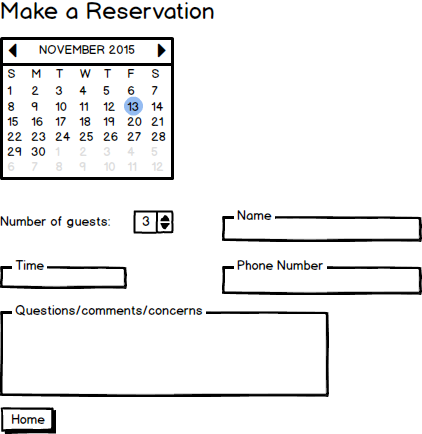 Make a Reservation
NOVEMBER 2015
S M T W T F S
1 2 3 4 5 6 7
8 9 10 11 12 13 14
15 16 17 18 19 20 21
22 23 24 25 26 27 28
29 30 1 2 3 4 5
6 7 8 9 10 11 12
Number of guests: 3
Name
Time
Phone Number
Questions/comments/concerns
Home